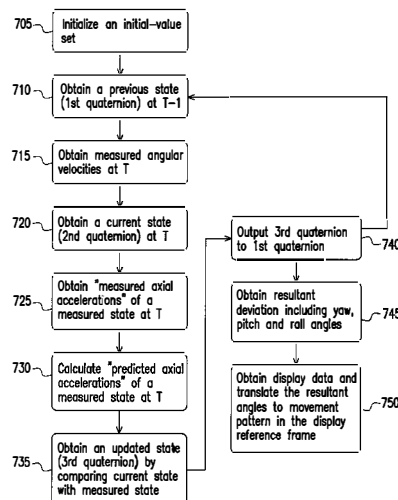 705
Initialize an initial-value
set
710
Obtain a previous state
(1st quaternion) at T-1
715
Obtain measured angular
velocities at T
720
Obtain a current state
(2nd quaternion) at T
725
Obtain "measured axial
accelerations" of a
measured state at T
730
Calculate "predicted axial
accelerations" of a
measured state at T
735
Obtain an updated state
(3rd quaternion) by
comparing current state
with measured state
Output 3rd quaternion
to 1st quaternion
740
Obtain resultant
deviation including yaw,
pitch and rall angles
745
Obtain display data and
translate the resultant
angles to movement
pattern in the display
reference frame
750